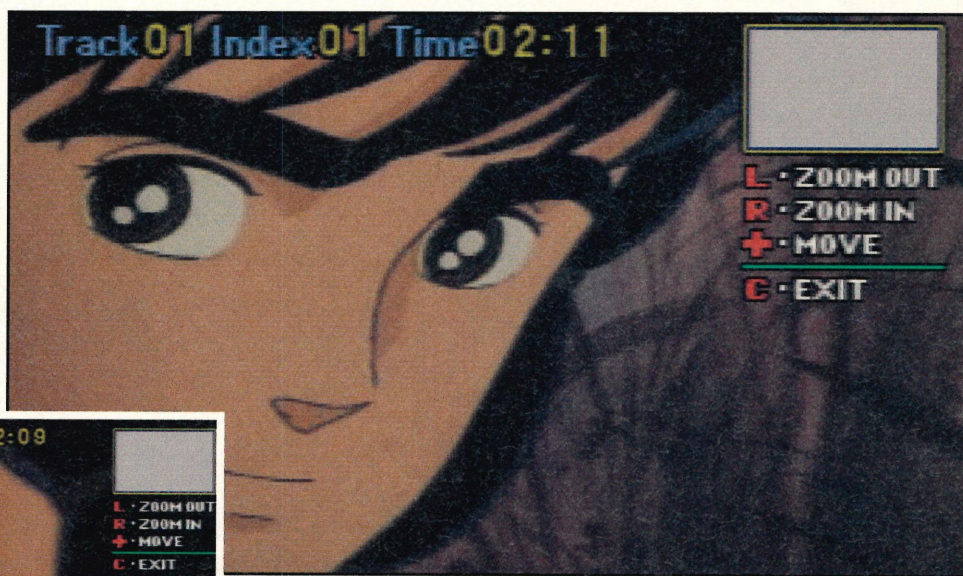 Track01 Index01 Time02:11
L・ZOOM OUT
R・ZOOM IN
✚・MOVE
C・EXIT
2:09
L・ZOOM OUT
R・ZOOM IN
✚・MOVE
C・EXIT